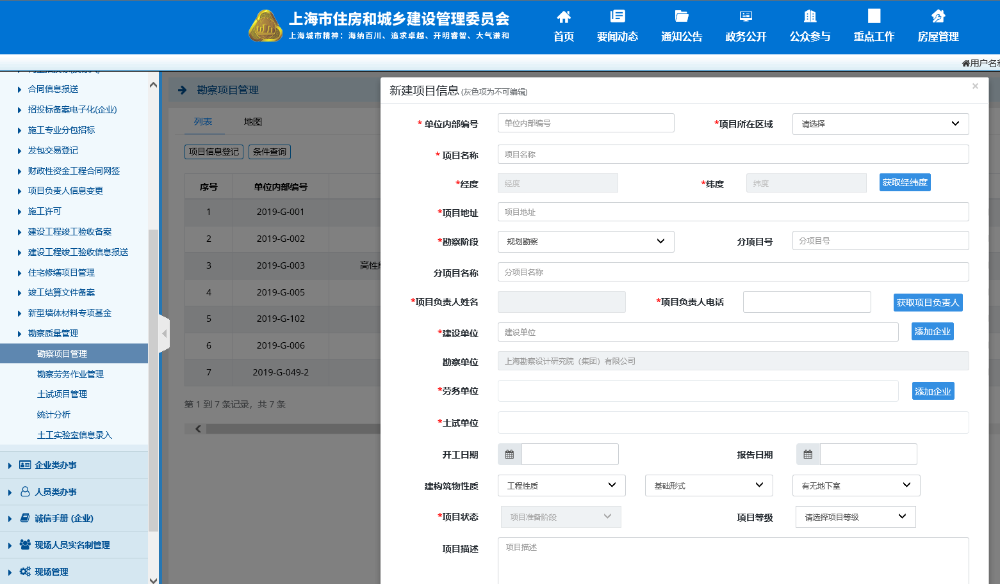 上海市住房和城乡建设管理委员会
上海城市精神：海纳百川、追求卓越、开明睿智、大气谦和
首页
要闻动态
通知公告
政务公开
公众参与
重点工作
房屋管理
用户名称
合同信息报送
招投标备案电子化(企业)
施工专业分包招标
发包交易登记
财政性资金工程合同网签
项目负责人信息变更
施工许可
建设工程竣工验收备案
建设工程竣工验收信息报送
住宅修缮项目管理
竣工结算文件备案
新型墙体材料专项基金
勘察质量管理
勘察项目管理
勘察劳务作业管理
土试项目管理
统计分析
土工实验室信息录入
企业类办事
人员类办事
诚信手册 (企业)
现场人员实名制管理
现场管理
勘察项目管理
列表 地图
项目信息登记 条件查询
序号 单位内部编号
1 2019-G-001
2 2019-G-002
3 2019-G-003 高性能
4 2019-G-005
5 2019-G-102
6 2019-G-006
7 2019-G-049-2
第 1 到 7 条记录，共 7 条
新建项目信息 (灰色项为不可编辑) ×
* 单位内部编号 单位内部编号 *项目所在区域 请选择
* 项目名称 项目名称
*经度 经度 *纬度 纬度 获取经纬度
*项目地址 项目地址
*勘察阶段 规划勘察 分项目号 分项目号
分项目名称 分项目名称
*项目负责人姓名 *项目负责人电话 获取项目负责人
*建设单位 建设单位 添加企业
勘察单位 上海勘察设计研究院（集团）有限公司
*劳务单位 添加企业
*土试单位
开工日期 报告日期
建构筑物性质 工程性质 基础形式 有无地下室
*项目状态 项目准备阶段 项目等级 请选择项目等级
项目描述 项目描述